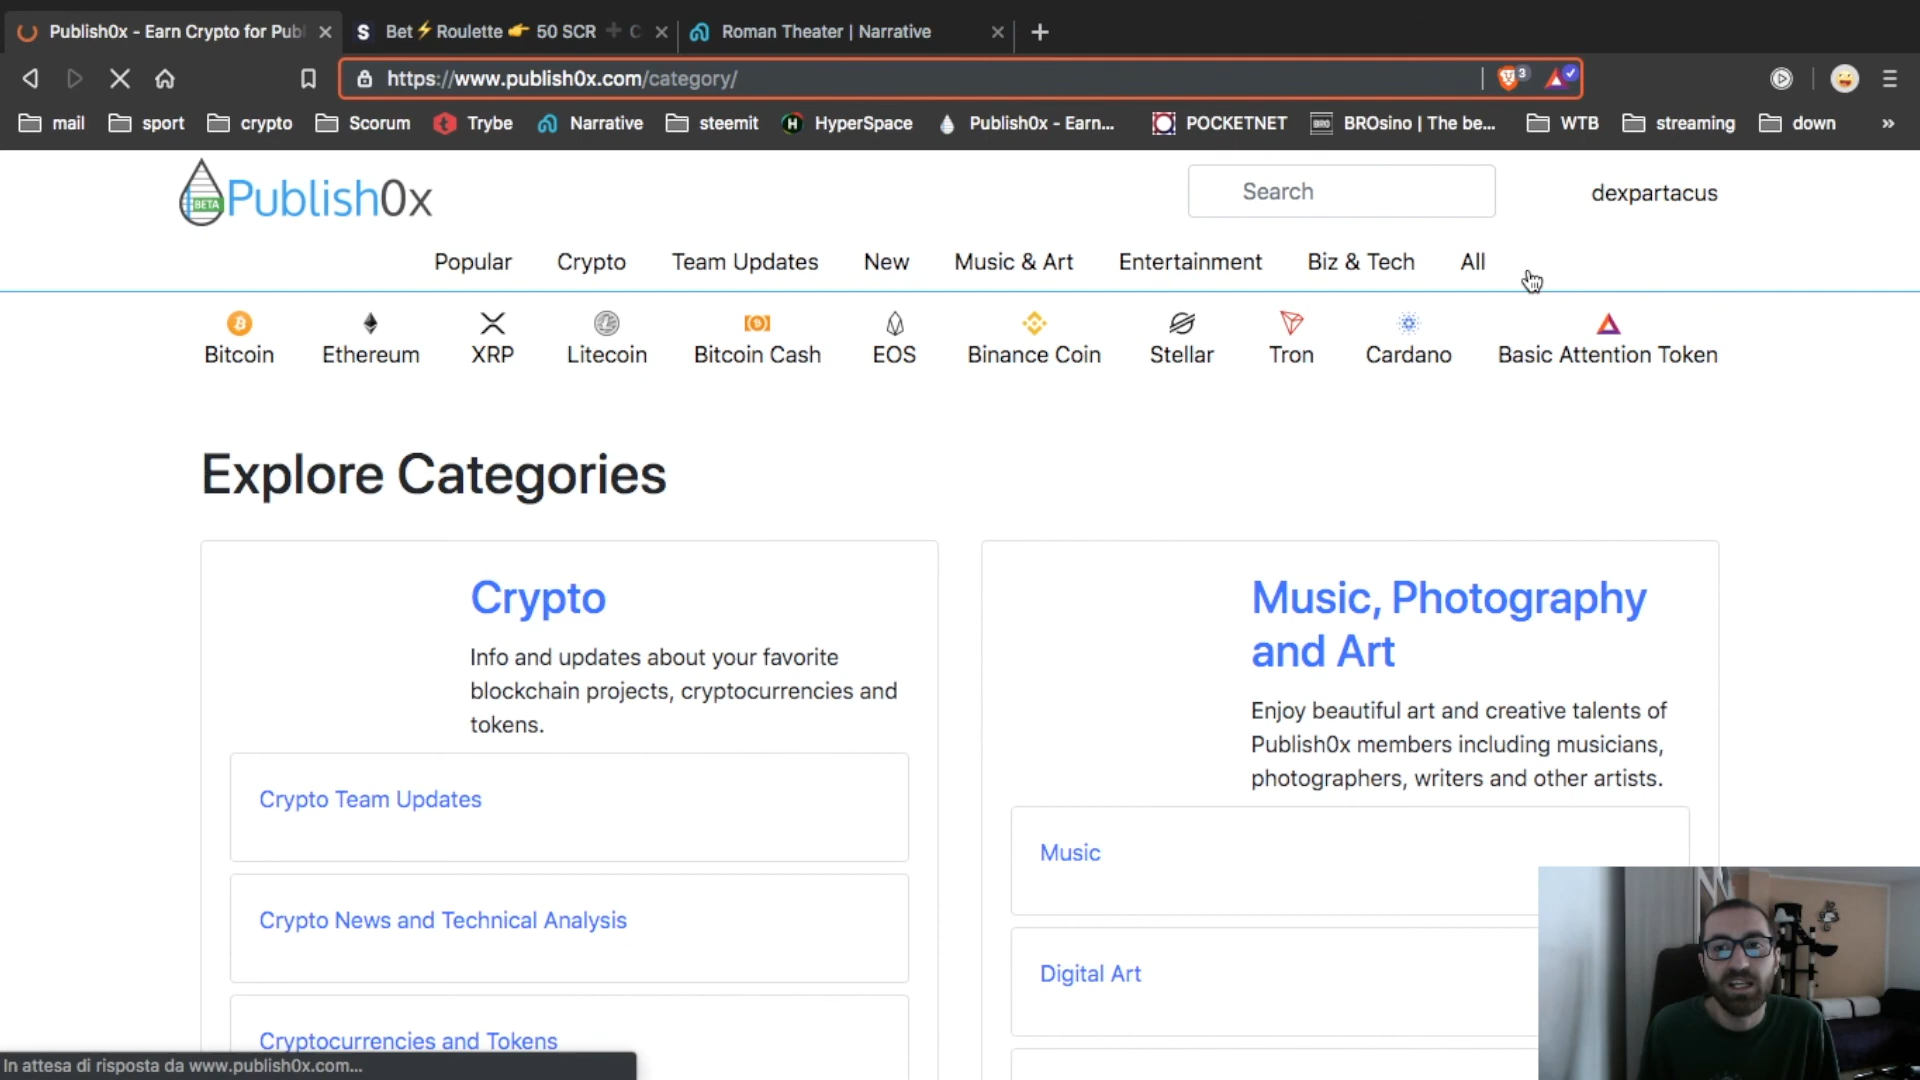 Publish0x - Earn Crypto for Pub
S Bet⚡Roulette 👉 50 SCR ➕ C
Roman Theater | Narrative
https://www.publish0x.com/category/
3
mail
sport
crypto
Scorum
Trybe
Narrative
steemit
H HyperSpace
Publish0x - Earn...
POCKETNET
BRO BROsino | The be...
WTB
streaming
down
»
BETA
Publish0x
Search
dexpartacus
Popular
Crypto
Team Updates
New
Music & Art
Entertainment
Biz & Tech
All
Bitcoin
Ethereum
XRP
Litecoin
Bitcoin Cash
EOS
Binance Coin
Stellar
Tron
Cardano
Basic Attention Token
Explore Categories
Crypto
Info and updates about your favorite
blockchain projects, cryptocurrencies and
tokens.
Crypto Team Updates
Crypto News and Technical Analysis
Cryptocurrencies and Tokens
Music, Photography
and Art
Enjoy beautiful art and creative talents of
Publish0x members including musicians,
photographers, writers and other artists.
Music
Digital Art
In attesa di risposta da www.publish0x.com...